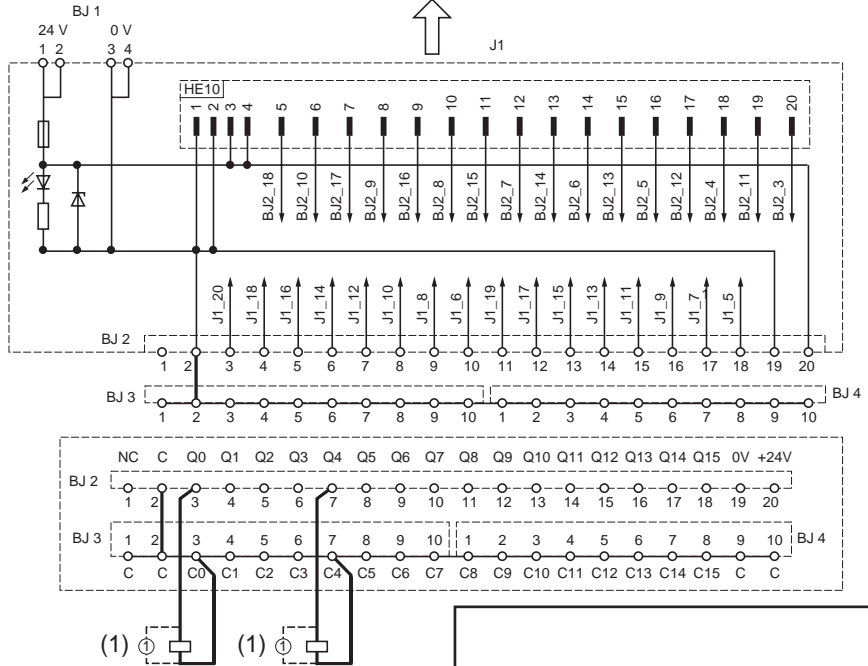 BJ 1
24 V 0 V
1 2 3 4
J1
HE10
1 2 3 4 5 6 7 8 9 10 11 12 13 14 15 16 17 18 19 20
BJ2_18 BJ2_10 BJ2_17 BJ2_9 BJ2_16 BJ2_8 BJ2_15 BJ2_7 BJ2_14 BJ2_6 BJ2_13 BJ2_5 BJ2_12 BJ2_4 BJ2_11 BJ2_3
J1_20 J1_18 J1_16 J1_14 J1_12 J1_10 J1_8 J1_6 J1_19 J1_17 J1_15 J1_13 J1_11 J1_9 J1_7 J1_5
BJ 2
1 2 3 4 5 6 7 8 9 10 11 12 13 14 15 16 17 18 19 20
BJ 3 BJ 4
1 2 3 4 5 6 7 8 9 10 1 2 3 4 5 6 7 8 9 10
NC C Q0 Q1 Q2 Q3 Q4 Q5 Q6 Q7 Q8 Q9 Q10 Q11 Q12 Q13 Q14 Q15 0V +24V
BJ 2
1 2 3 4 5 6 7 8 9 10 11 12 13 14 15 16 17 18 19 20
BJ 3 1 2 3 4 5 6 7 8 9 10 1 2 3 4 5 6 7 8 9 10 BJ 4
C C C0 C1 C2 C3 C4 C5 C6 C7 C8 C9 C10 C11 C12 C13 C14 C15 C C
(1) 1 (1) 1